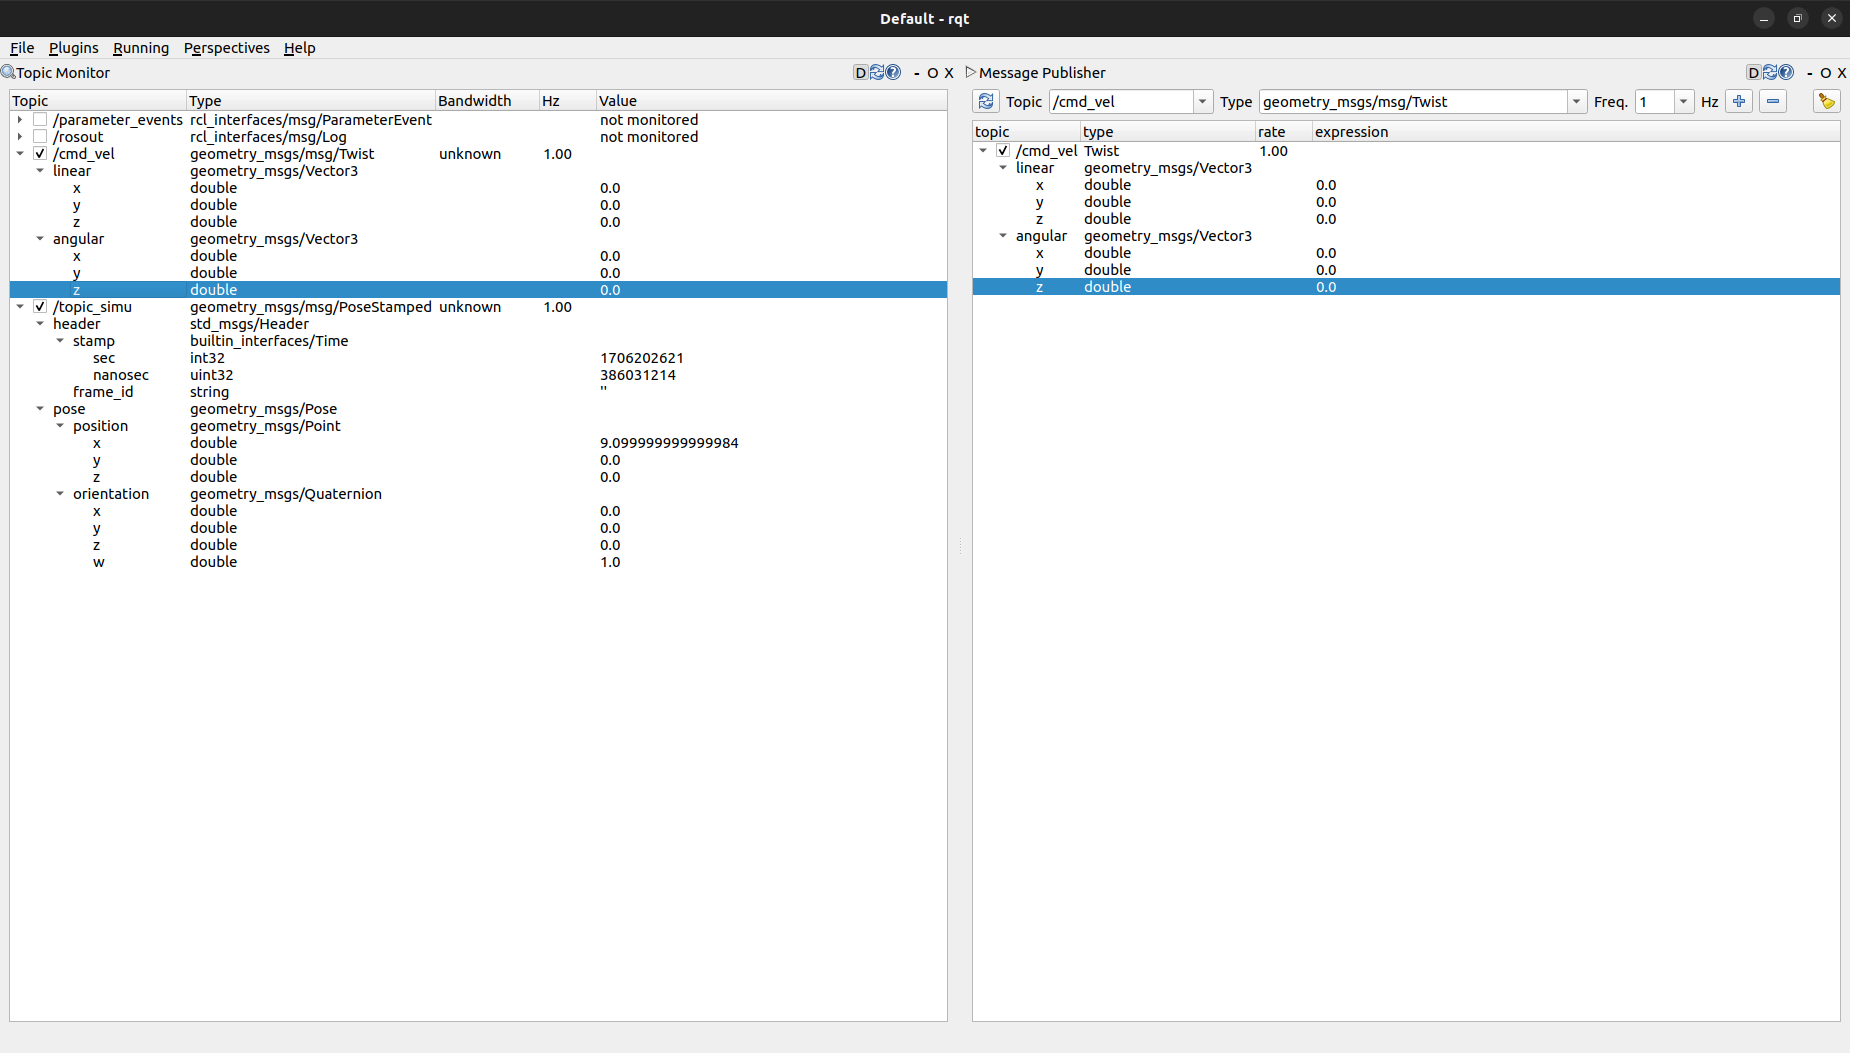 Default - rqt
File Plugins Running Perspectives Help
Topic Monitor D - O X
Topic Type Bandwidth Hz Value
/parameter_events rcl_interfaces/msg/ParameterEvent not monitored
/rosout rcl_interfaces/msg/Log not monitored
/cmd_vel geometry_msgs/msg/Twist unknown 1.00
linear geometry_msgs/Vector3
x double 0.0
y double 0.0
z double 0.0
angular geometry_msgs/Vector3
x double 0.0
y double 0.0
z double 0.0
/topic_simu geometry_msgs/msg/PoseStamped unknown 1.00
header std_msgs/Header
stamp builtin_interfaces/Time
sec int32 1706202621
nanosec uint32 386031214
frame_id string ''
pose geometry_msgs/Pose
position geometry_msgs/Point
x double 9.099999999999984
y double 0.0
z double 0.0
orientation geometry_msgs/Quaternion
x double 0.0
y double 0.0
z double 0.0
w double 1.0
Message Publisher D - O X
Topic /cmd_vel Type geometry_msgs/msg/Twist Freq. 1 Hz
topic type rate expression
/cmd_vel Twist 1.00
linear geometry_msgs/Vector3
x double 0.0
y double 0.0
z double 0.0
angular geometry_msgs/Vector3
x double 0.0
y double 0.0
z double 0.0